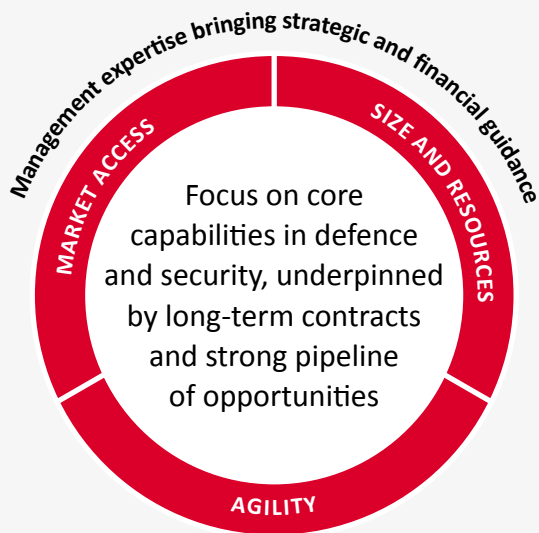 Management expertise bringing strategic and financial guidance
MARKET ACCESS
SIZE AND RESOURCES
Focus on core
capabilities in defence
and security, underpinned
by long-term contracts
and strong pipeline
of opportunities
AGILITY